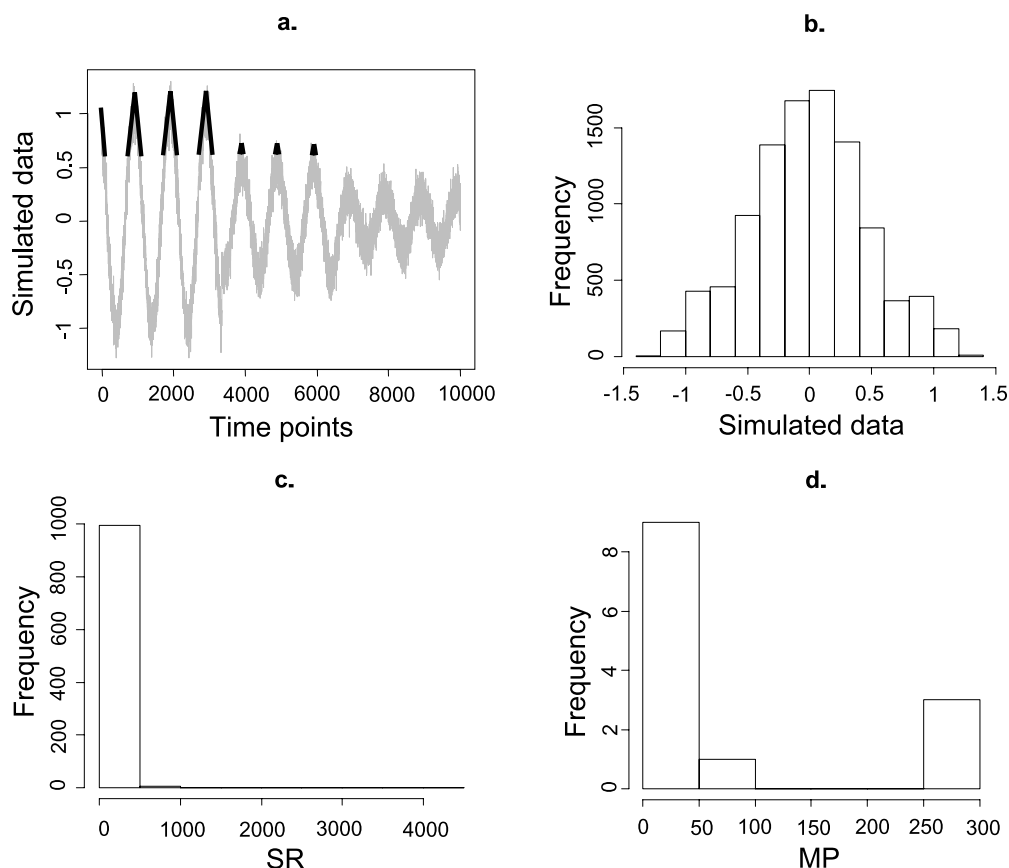 a.
Simulated data
1
0.5
0
-0.5
-1
0 2000 4000 6000 8000 10000
Time points
b.
Frequency
1500
1000
500
0
-1.5 -1 -0.5 0 0.5 1 1.5
Simulated data
c.
Frequency
1000
800
600
400
200
0
0 1000 2000 3000 4000
SR
d.
Frequency
8
6
4
2
0
0 50 100 150 200 250 300
MP